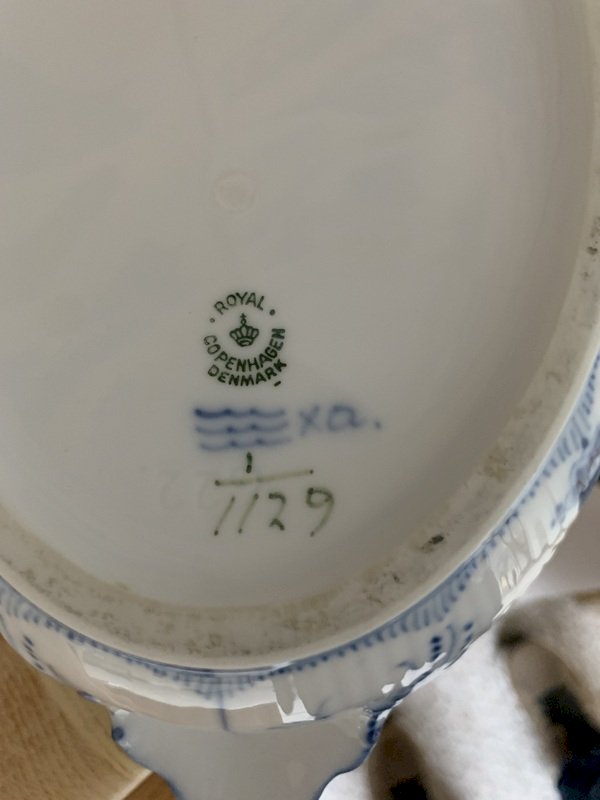 ROYAL
COPENHAGEN
DENMARK
xa.
1
1129